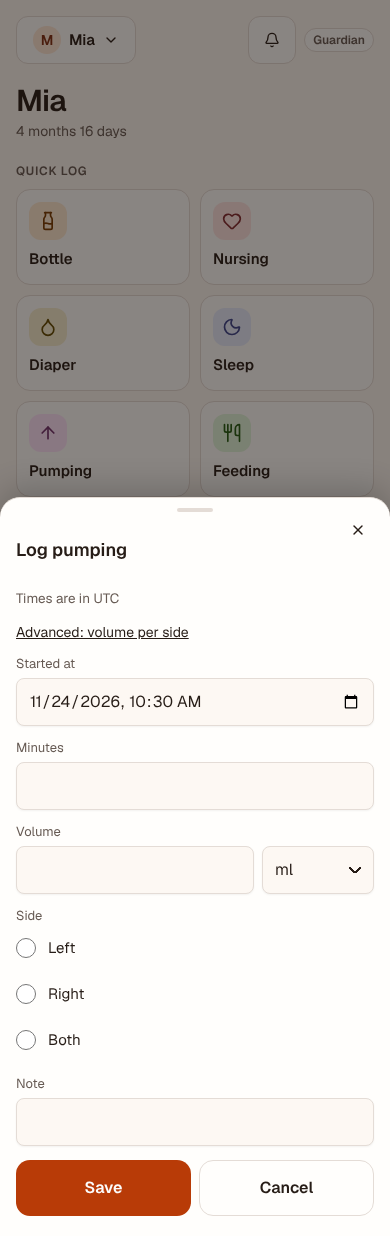 M Mia
Guardian
Mia
4 months 16 days
QUICK LOG
Bottle
Nursing
Diaper
Sleep
Pumping
Feeding
Log pumping
Times are in UTC
Advanced: volume per side
Started at
11/24/2026, 10:30 AM
Minutes
Volume
ml
Side
Left
Right
Both
Note
Save
Cancel